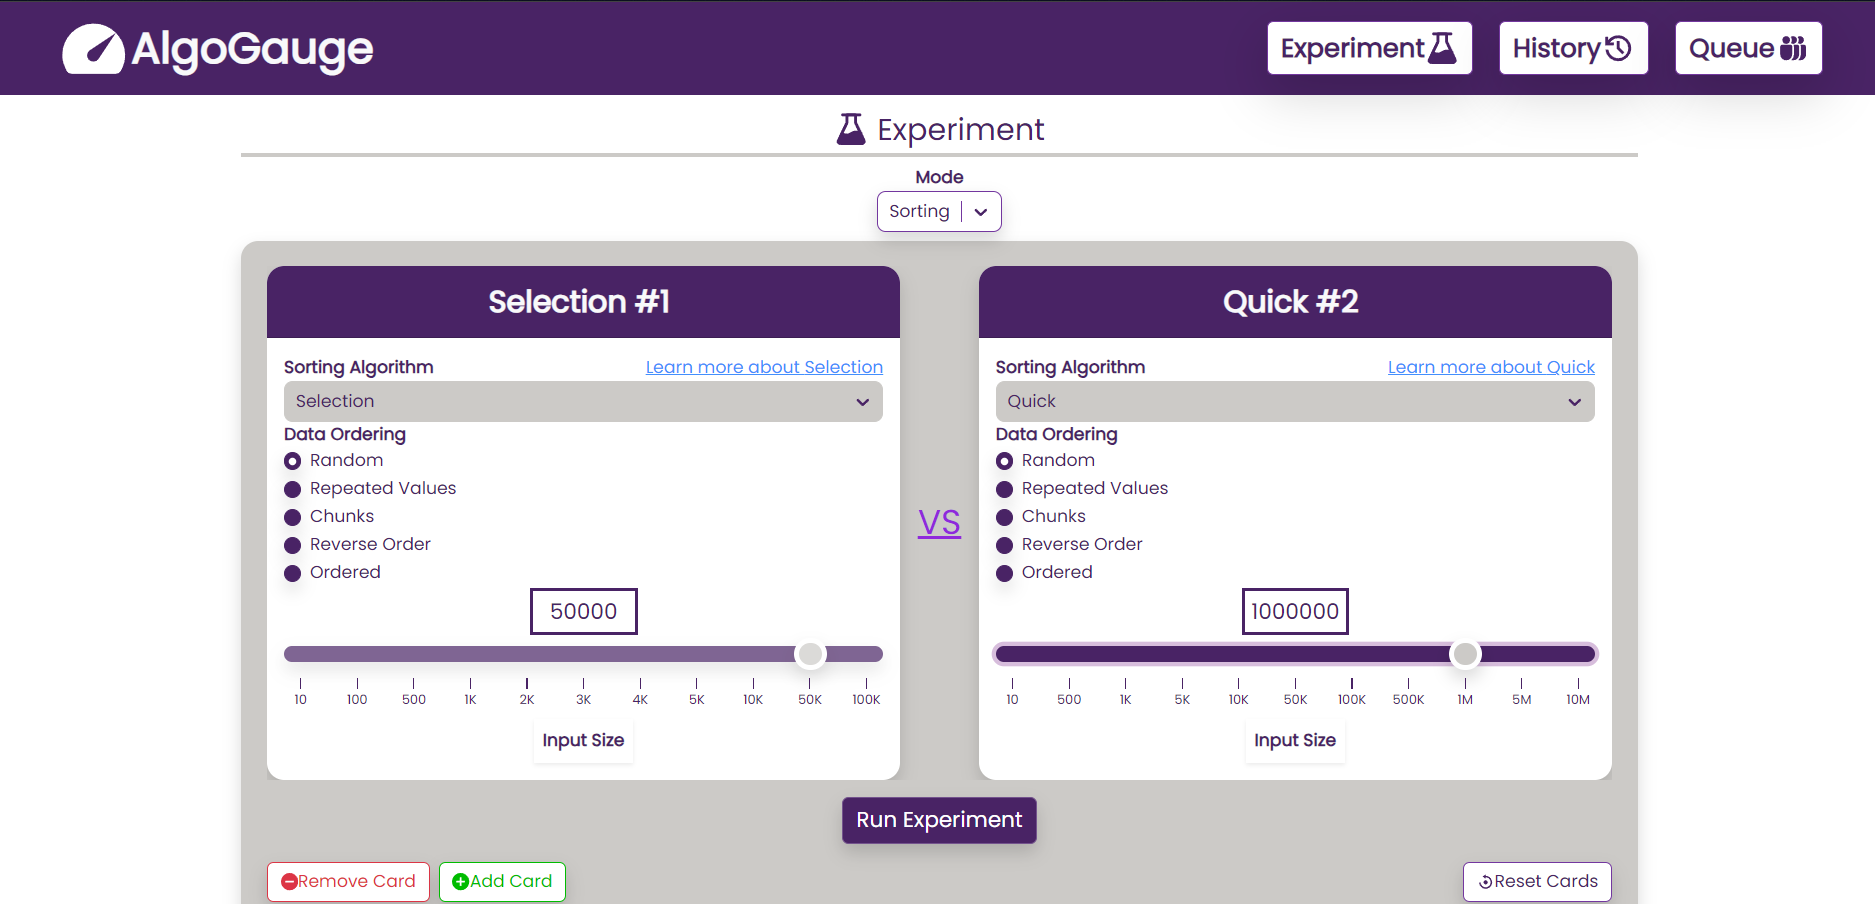 AlgoGauge
Experiment
History
Queue
Experiment
Mode
Sorting
Selection #1
Sorting Algorithm
Learn more about Selection
Selection
Data Ordering
Random
Repeated Values
Chunks
Reverse Order
Ordered
50000
10 100 500 1K 2K 3K 4K 5K 10K 50K 100K
Input Size
VS
Quick #2
Sorting Algorithm
Learn more about Quick
Quick
Data Ordering
Random
Repeated Values
Chunks
Reverse Order
Ordered
1000000
10 500 1K 5K 10K 50K 100K 500K 1M 5M 10M
Input Size
Run Experiment
Remove Card
Add Card
Reset Cards